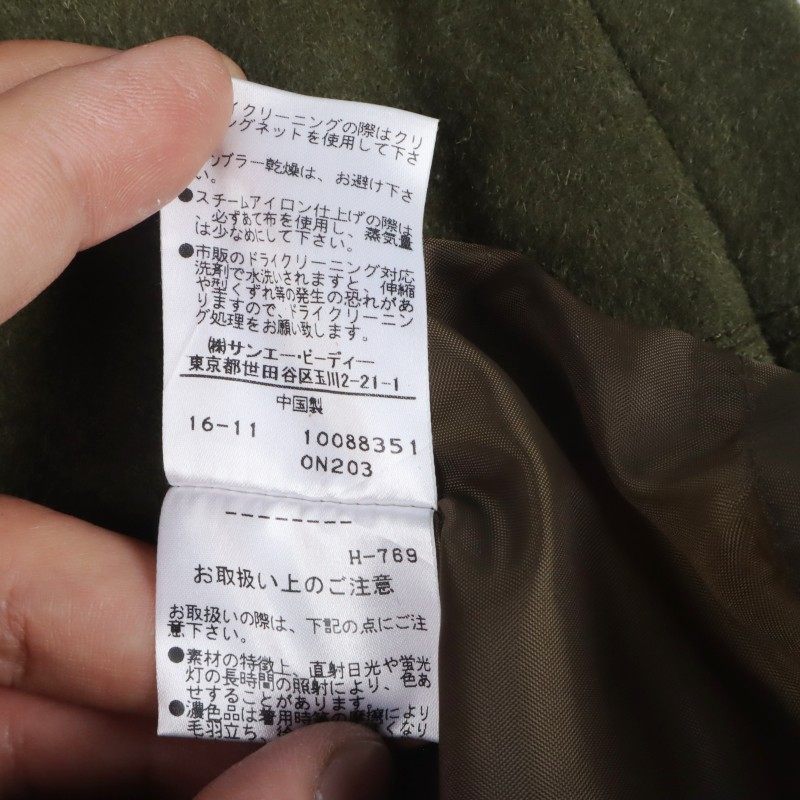 イクリーニングの際はクリ
ングネットを使用して下さ
ンブラー乾燥は、お避け下さ
い。
●スチームアイロン仕上げの際は
、必ずあて布を使用し、蒸気量
は少なめにして下さい。
●市販のドライクリーニング対応
洗剤で水洗いされますと、伸縮
や型くずれ等の発生の恐れがあ
りますので、ドライクリーニン
グ処理をお願い致します。
㈱サンエー・ビーディー
東京都世田谷区玉川2-21-1
中国製
16-11 10088351
0N203
--------
H-769
お取扱い上のご注意
お取扱いの際は、下記の点にご注
意下さい。
●素材の特徴上、直射日光や蛍光
灯の長時間の照射により、色あ
せすることがあります。
●濃色品は着用時等の摩擦により
毛羽立ち、くなり